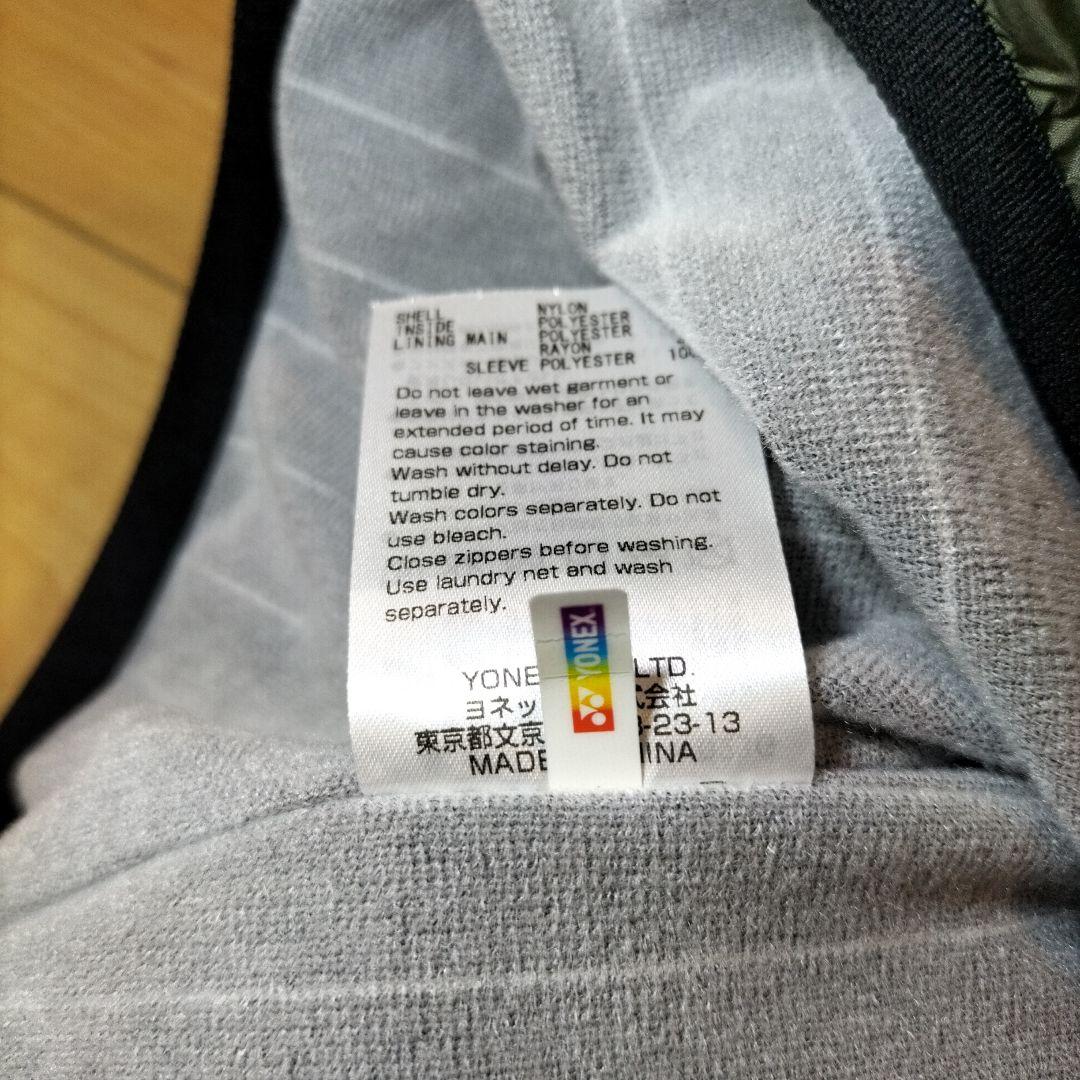 SHELL NYLON
INSIDE POLYESTER
LINING MAIN POLYESTER
RAYON
SLEEVE POLYESTER 10
Do not leave wet garment or
leave in the washer for an
extended period of time. It may
cause color staining.
Wash without delay. Do not
tumble dry.
Wash colors separately. Do not
use bleach.
Close zippers before washing.
Use laundry net and wash
separately.
YONEX
YONE LTD.
ヨネッ 式会社
東京都文京 3-23-13
MADE HINA